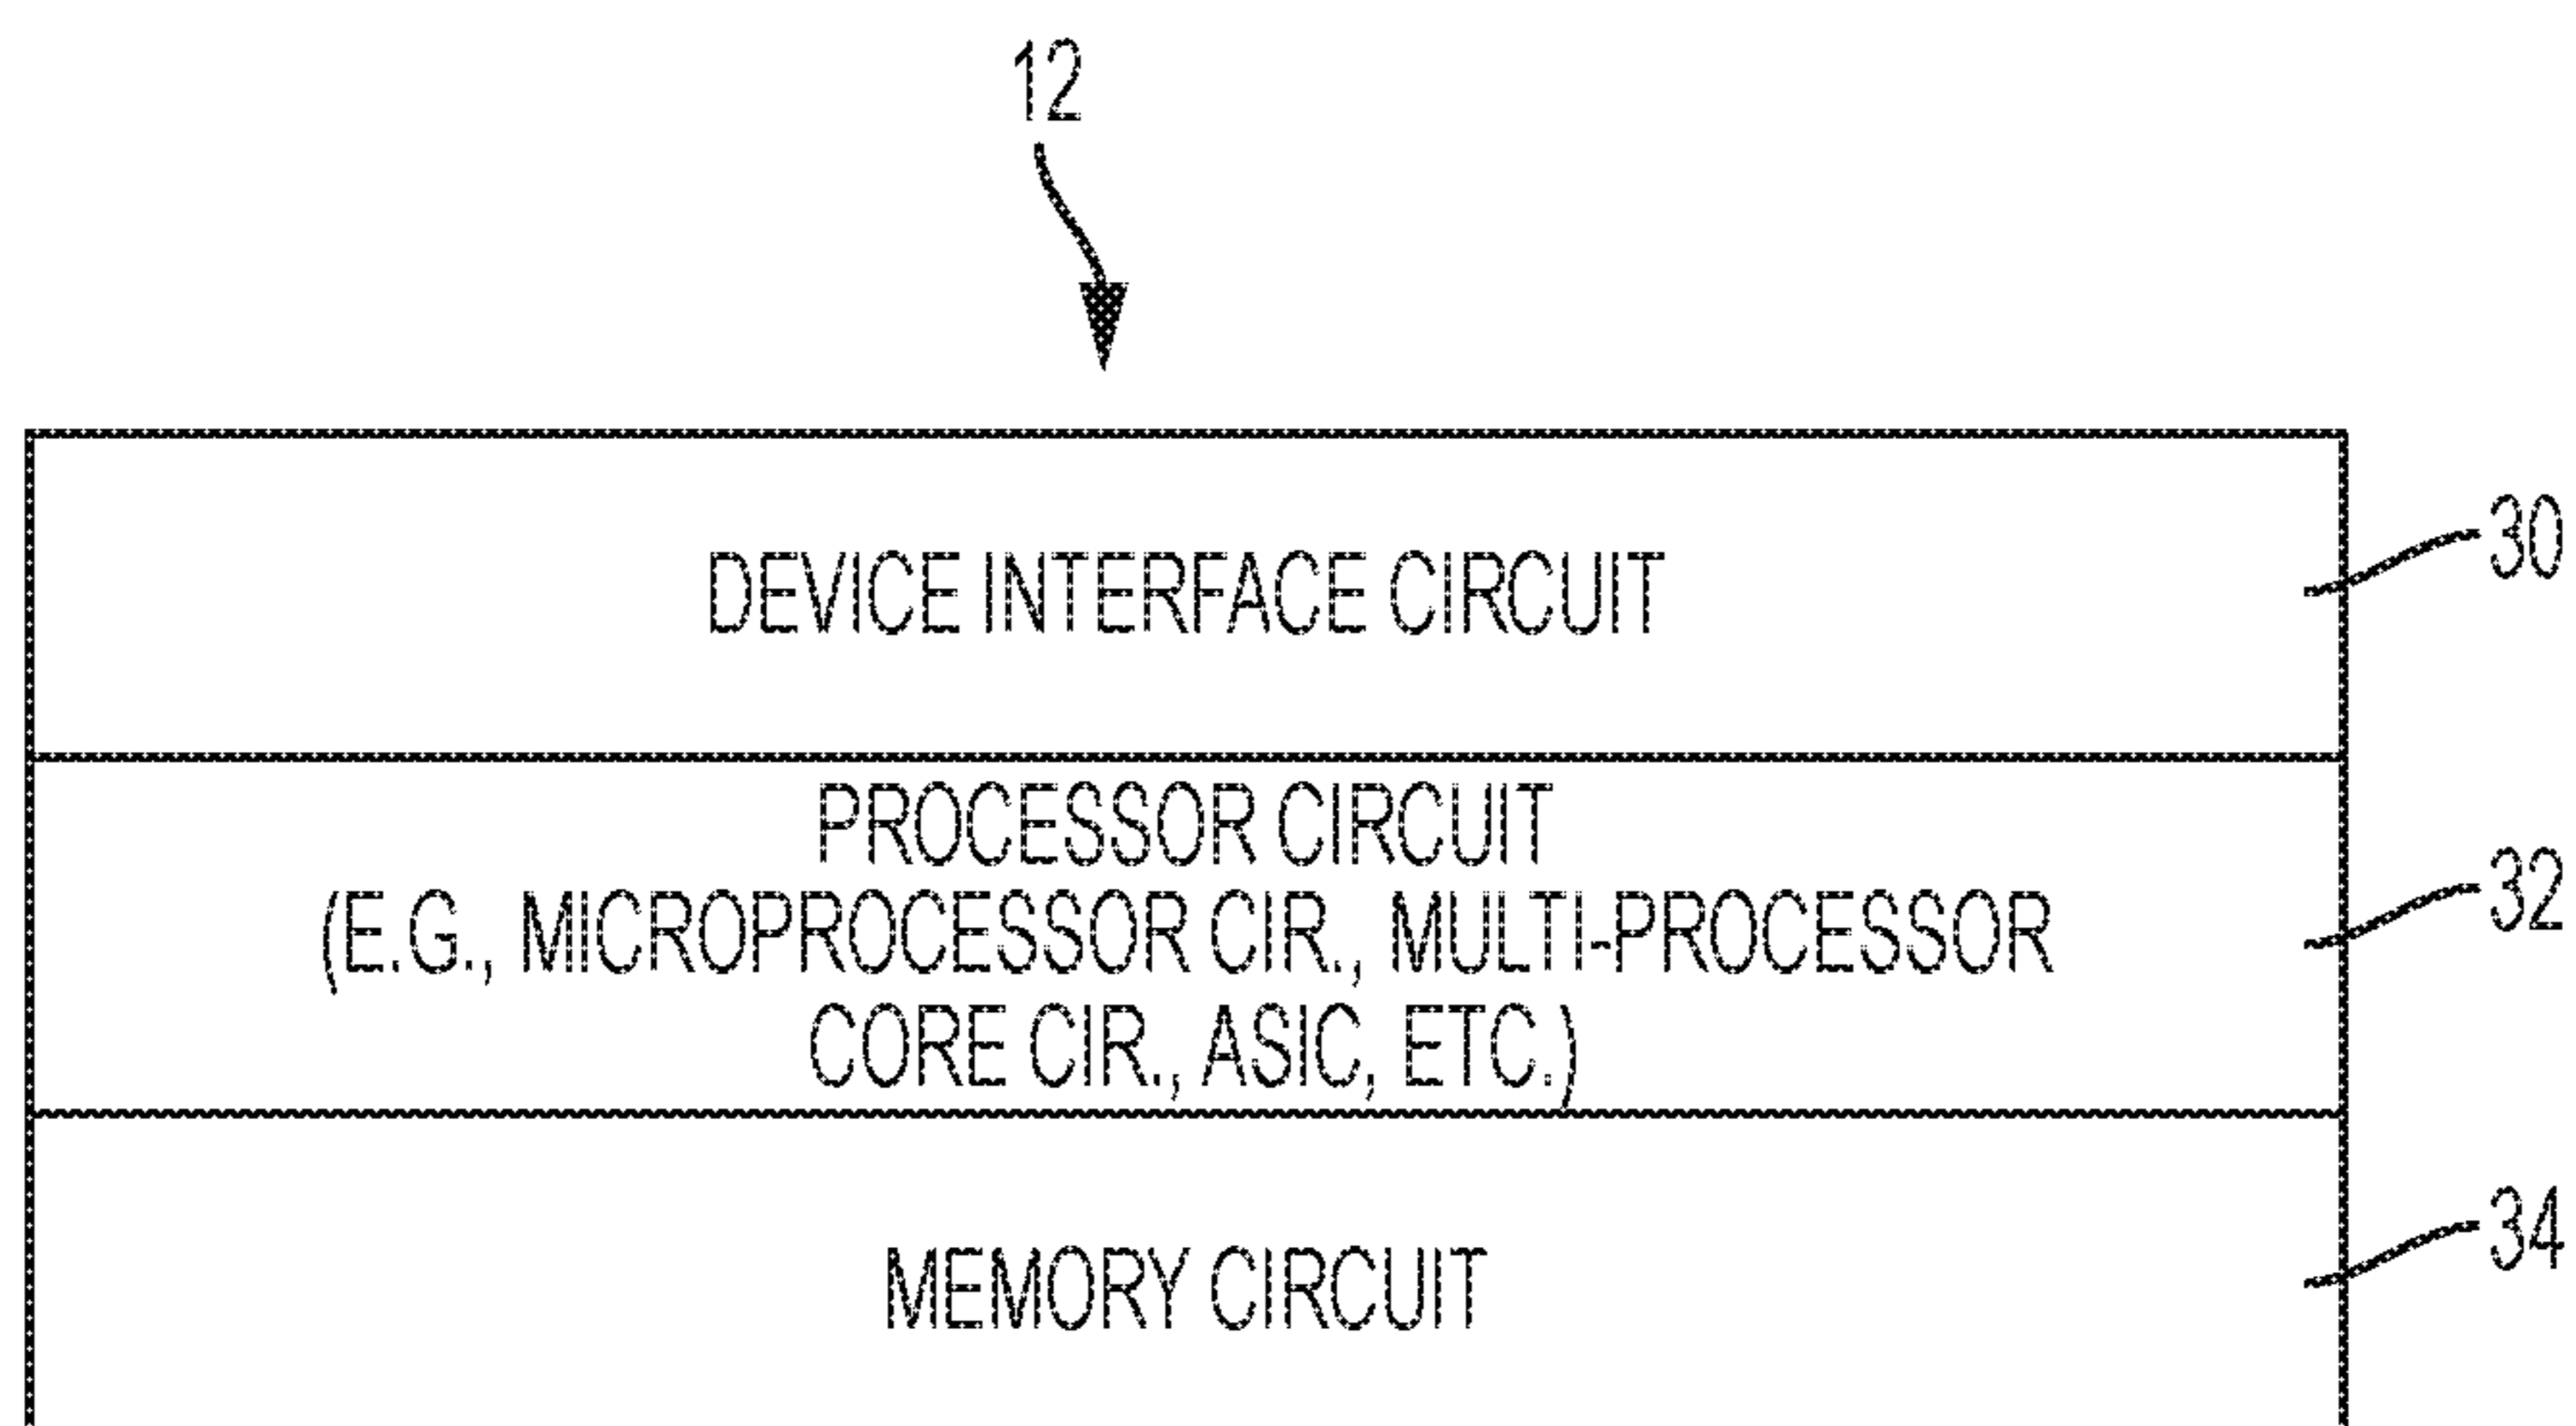 12
DEVICE INTERFACE CIRCUIT
30
PROCESSOR CIRCUIT
(E.G., MICROPROCESSOR CIR., MULTI-PROCESSOR
CORE CIR., ASIC, ETC.)
32
MEMORY CIRCUIT
34